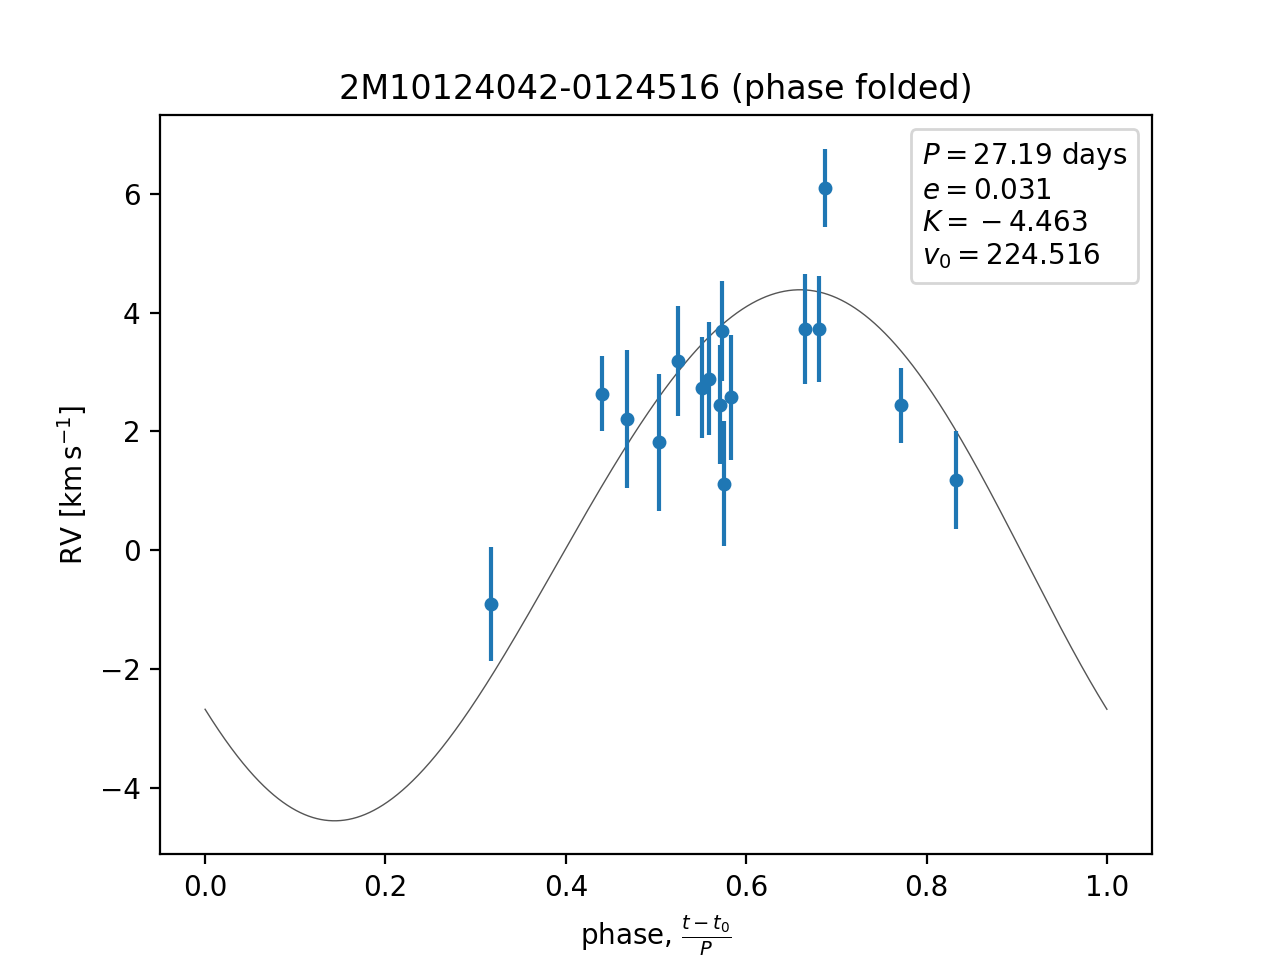 2M10124042-0124516 (phase folded)
P = 27.19 days
e = 0.031
K = −4.463
v₀ = 224.516
6
4
2
0
−2
−4
RV [km s⁻¹]
0.0 0.2 0.4 0.6 0.8 1.0
phase, (t − t₀)/P